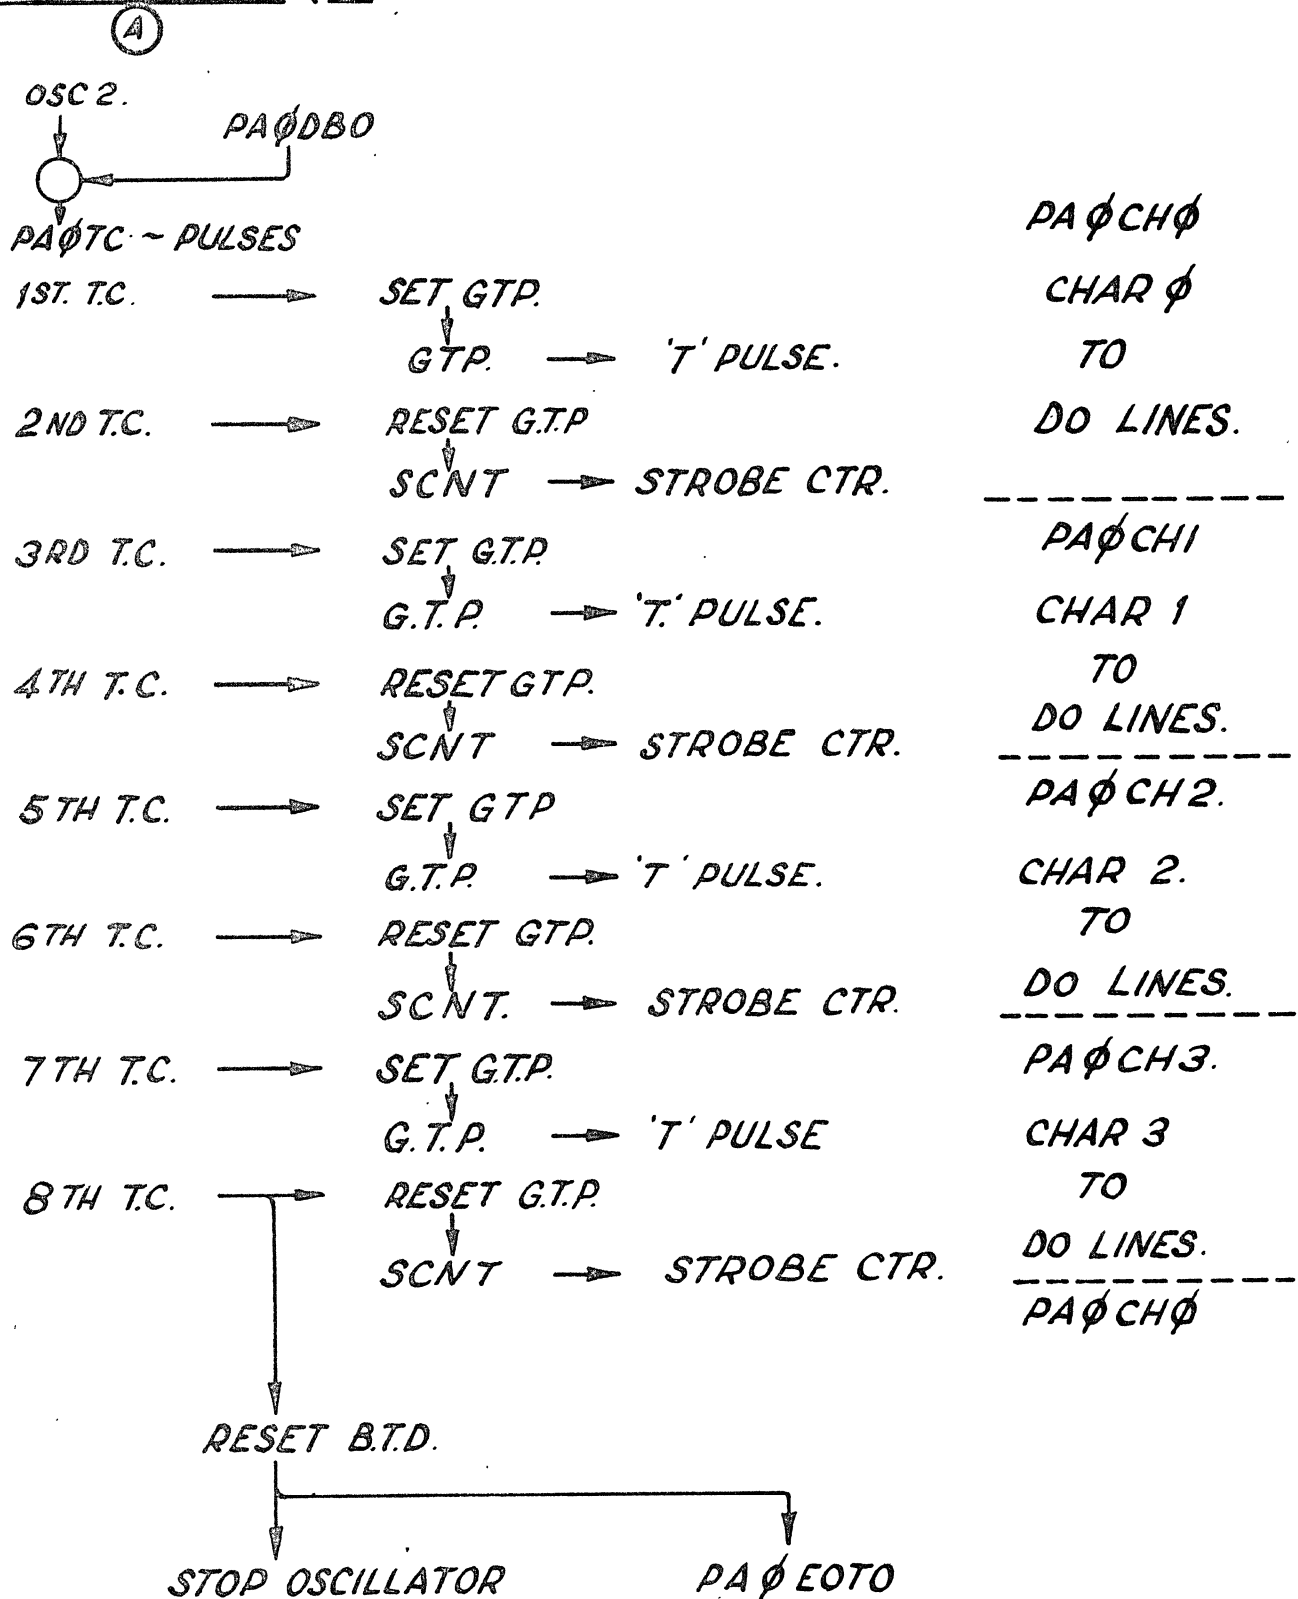 A
OSC 2.
PAØDBO
PAØTC ~ PULSES
PAØCHØ
1ST. T.C. SET GTP. CHAR Ø
GTP. 'T' PULSE. TO
2ND T.C. RESET G.T.P DO LINES.
SCNT STROBE CTR.
3RD T.C. SET G.T.P. PAØCH1
G.T.P. 'T.' PULSE. CHAR 1
4TH T.C. RESET GTP. TO
SCNT STROBE CTR. DO LINES.
5TH T.C. SET GTP PAØCH2.
G.T.P. 'T' PULSE. CHAR 2.
6TH T.C. RESET GTP. TO
SCNT. STROBE CTR. DO LINES.
7TH T.C. SET G.T.P. PAØCH3.
G.T.P. 'T' PULSE CHAR 3
8TH T.C. RESET G.T.P. TO
SCNT STROBE CTR. DO LINES.
PAØCHØ
RESET B.T.D.
STOP OSCILLATOR PAØEOTO